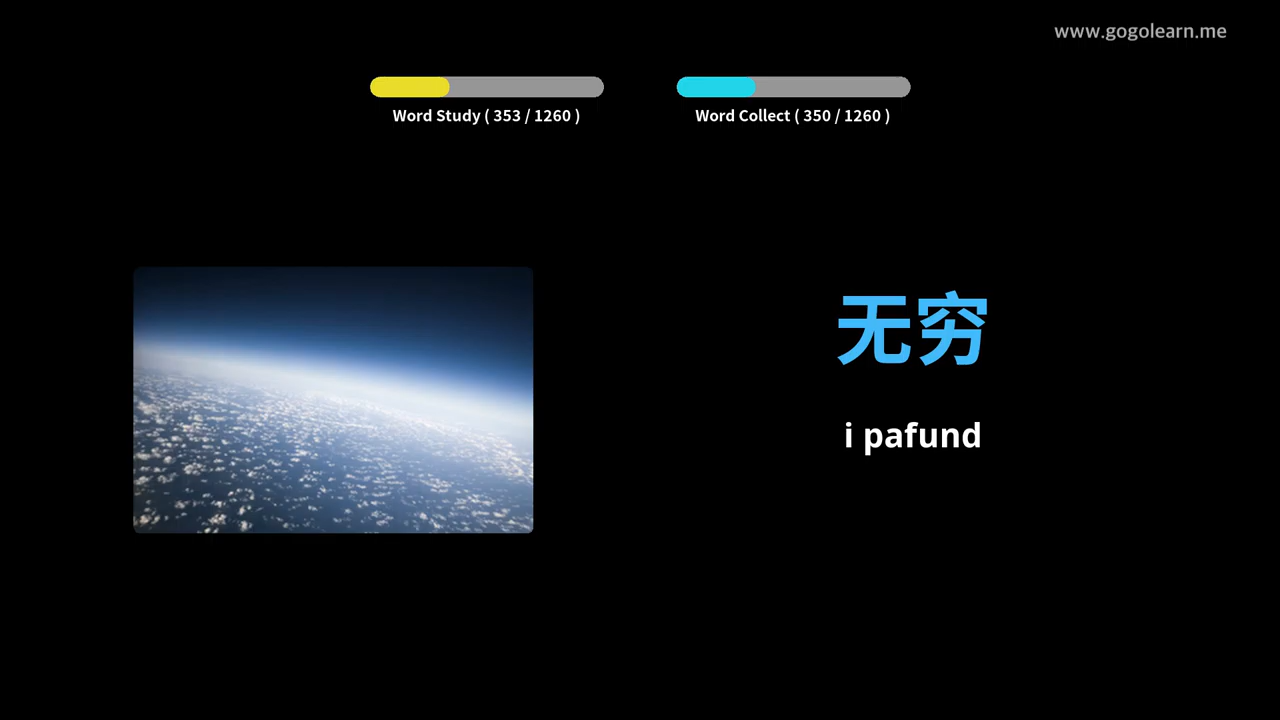 www.gogolearn.me
Word Study ( 353 / 1260 )
Word Collect ( 350 / 1260 )
无穷
i pafund